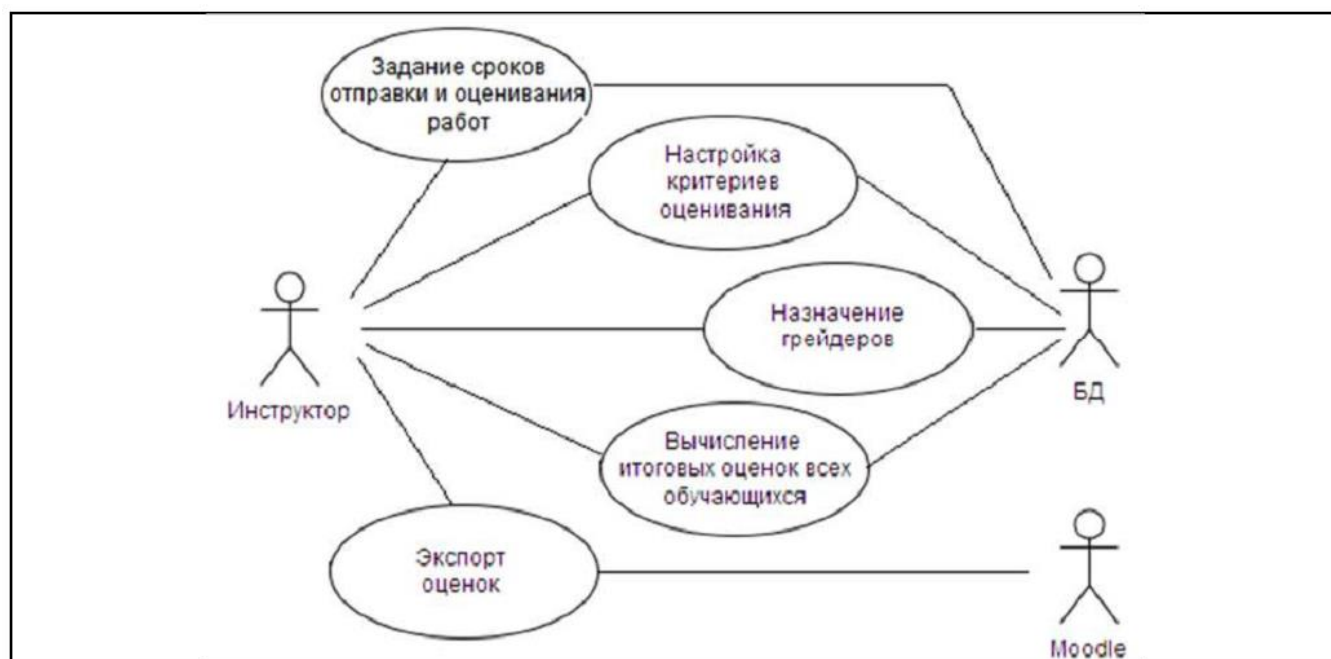 Задание сроков
отправки и оценивания
работ
Настройка
критериев
оценивания
Назначение
грейдеров
Инструктор
БД
Вычисление
итоговых оценок всех
обучающихся
Экспорт
оценок
Moodle